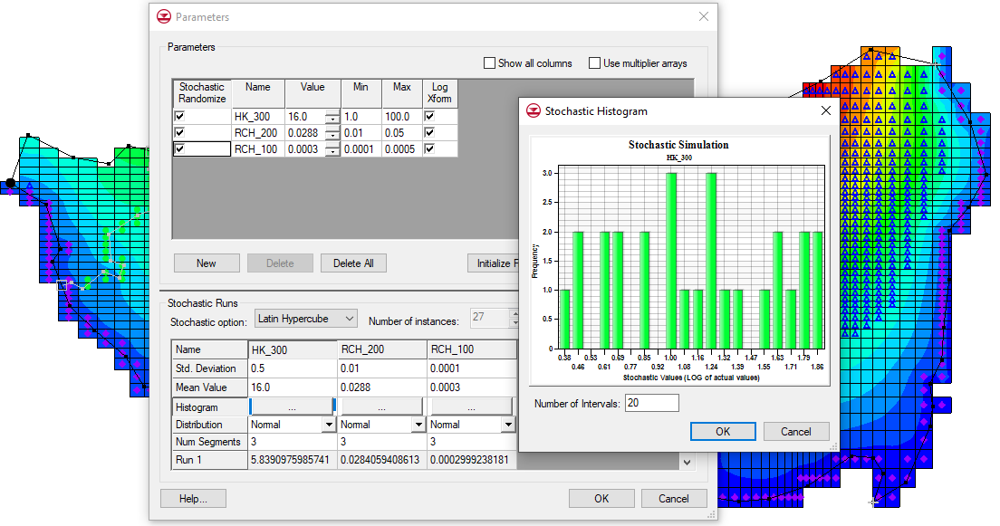 Parameters
Parameters
Show all columns
Use multiplier arrays
Stochastic Randomize Name Value Min Max Log Xform
HK_300 16.0 1.0 100.0
RCH_200 0.0288 0.01 0.05
RCH_100 0.0003 0.0001 0.0005
New Delete Delete All Initialize
Stochastic Runs
Stochastic option: Latin Hypercube Number of instances: 27
Name HK_300 RCH_200 RCH_100
Std. Deviation 0.5 0.01 0.0001
Mean Value 16.0 0.0288 0.0003
Histogram ... ... ...
Distribution Normal Normal Normal
Num Segments 3 3 3
Run 1 5.8390975985741 0.0284059408613 0.0002999238181
Help... OK Cancel
Stochastic Histogram
Stochastic Simulation
HK_300
Frequency
3.0
2.5
2.0
1.5
1.0
0.5
0
0.38 0.53 0.69 0.84 1.00 1.16 1.32 1.47 1.63 1.79
0.46 0.61 0.77 0.92 1.08 1.24 1.39 1.55 1.71 1.86
Stochastic Values (LOG of actual values)
Number of Intervals: 20
OK Cancel